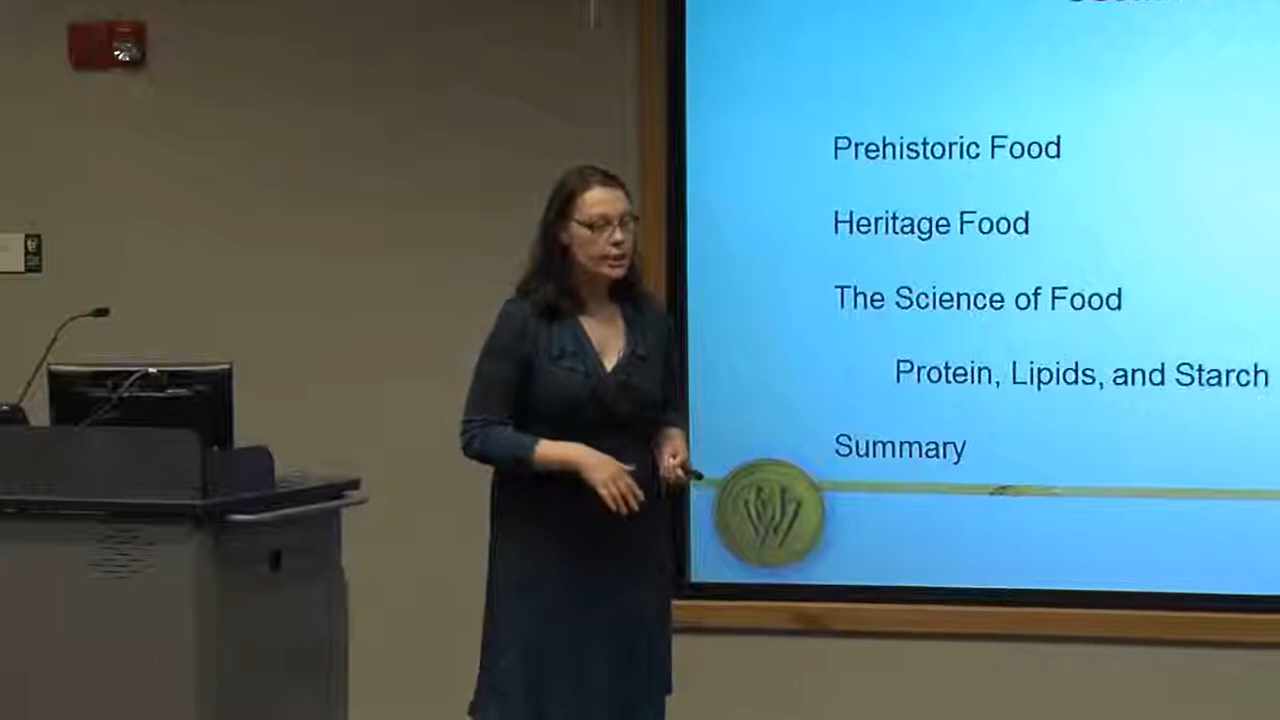 Prehistoric Food
Heritage Food
The Science of Food
Protein, Lipids, and Starch
Summary